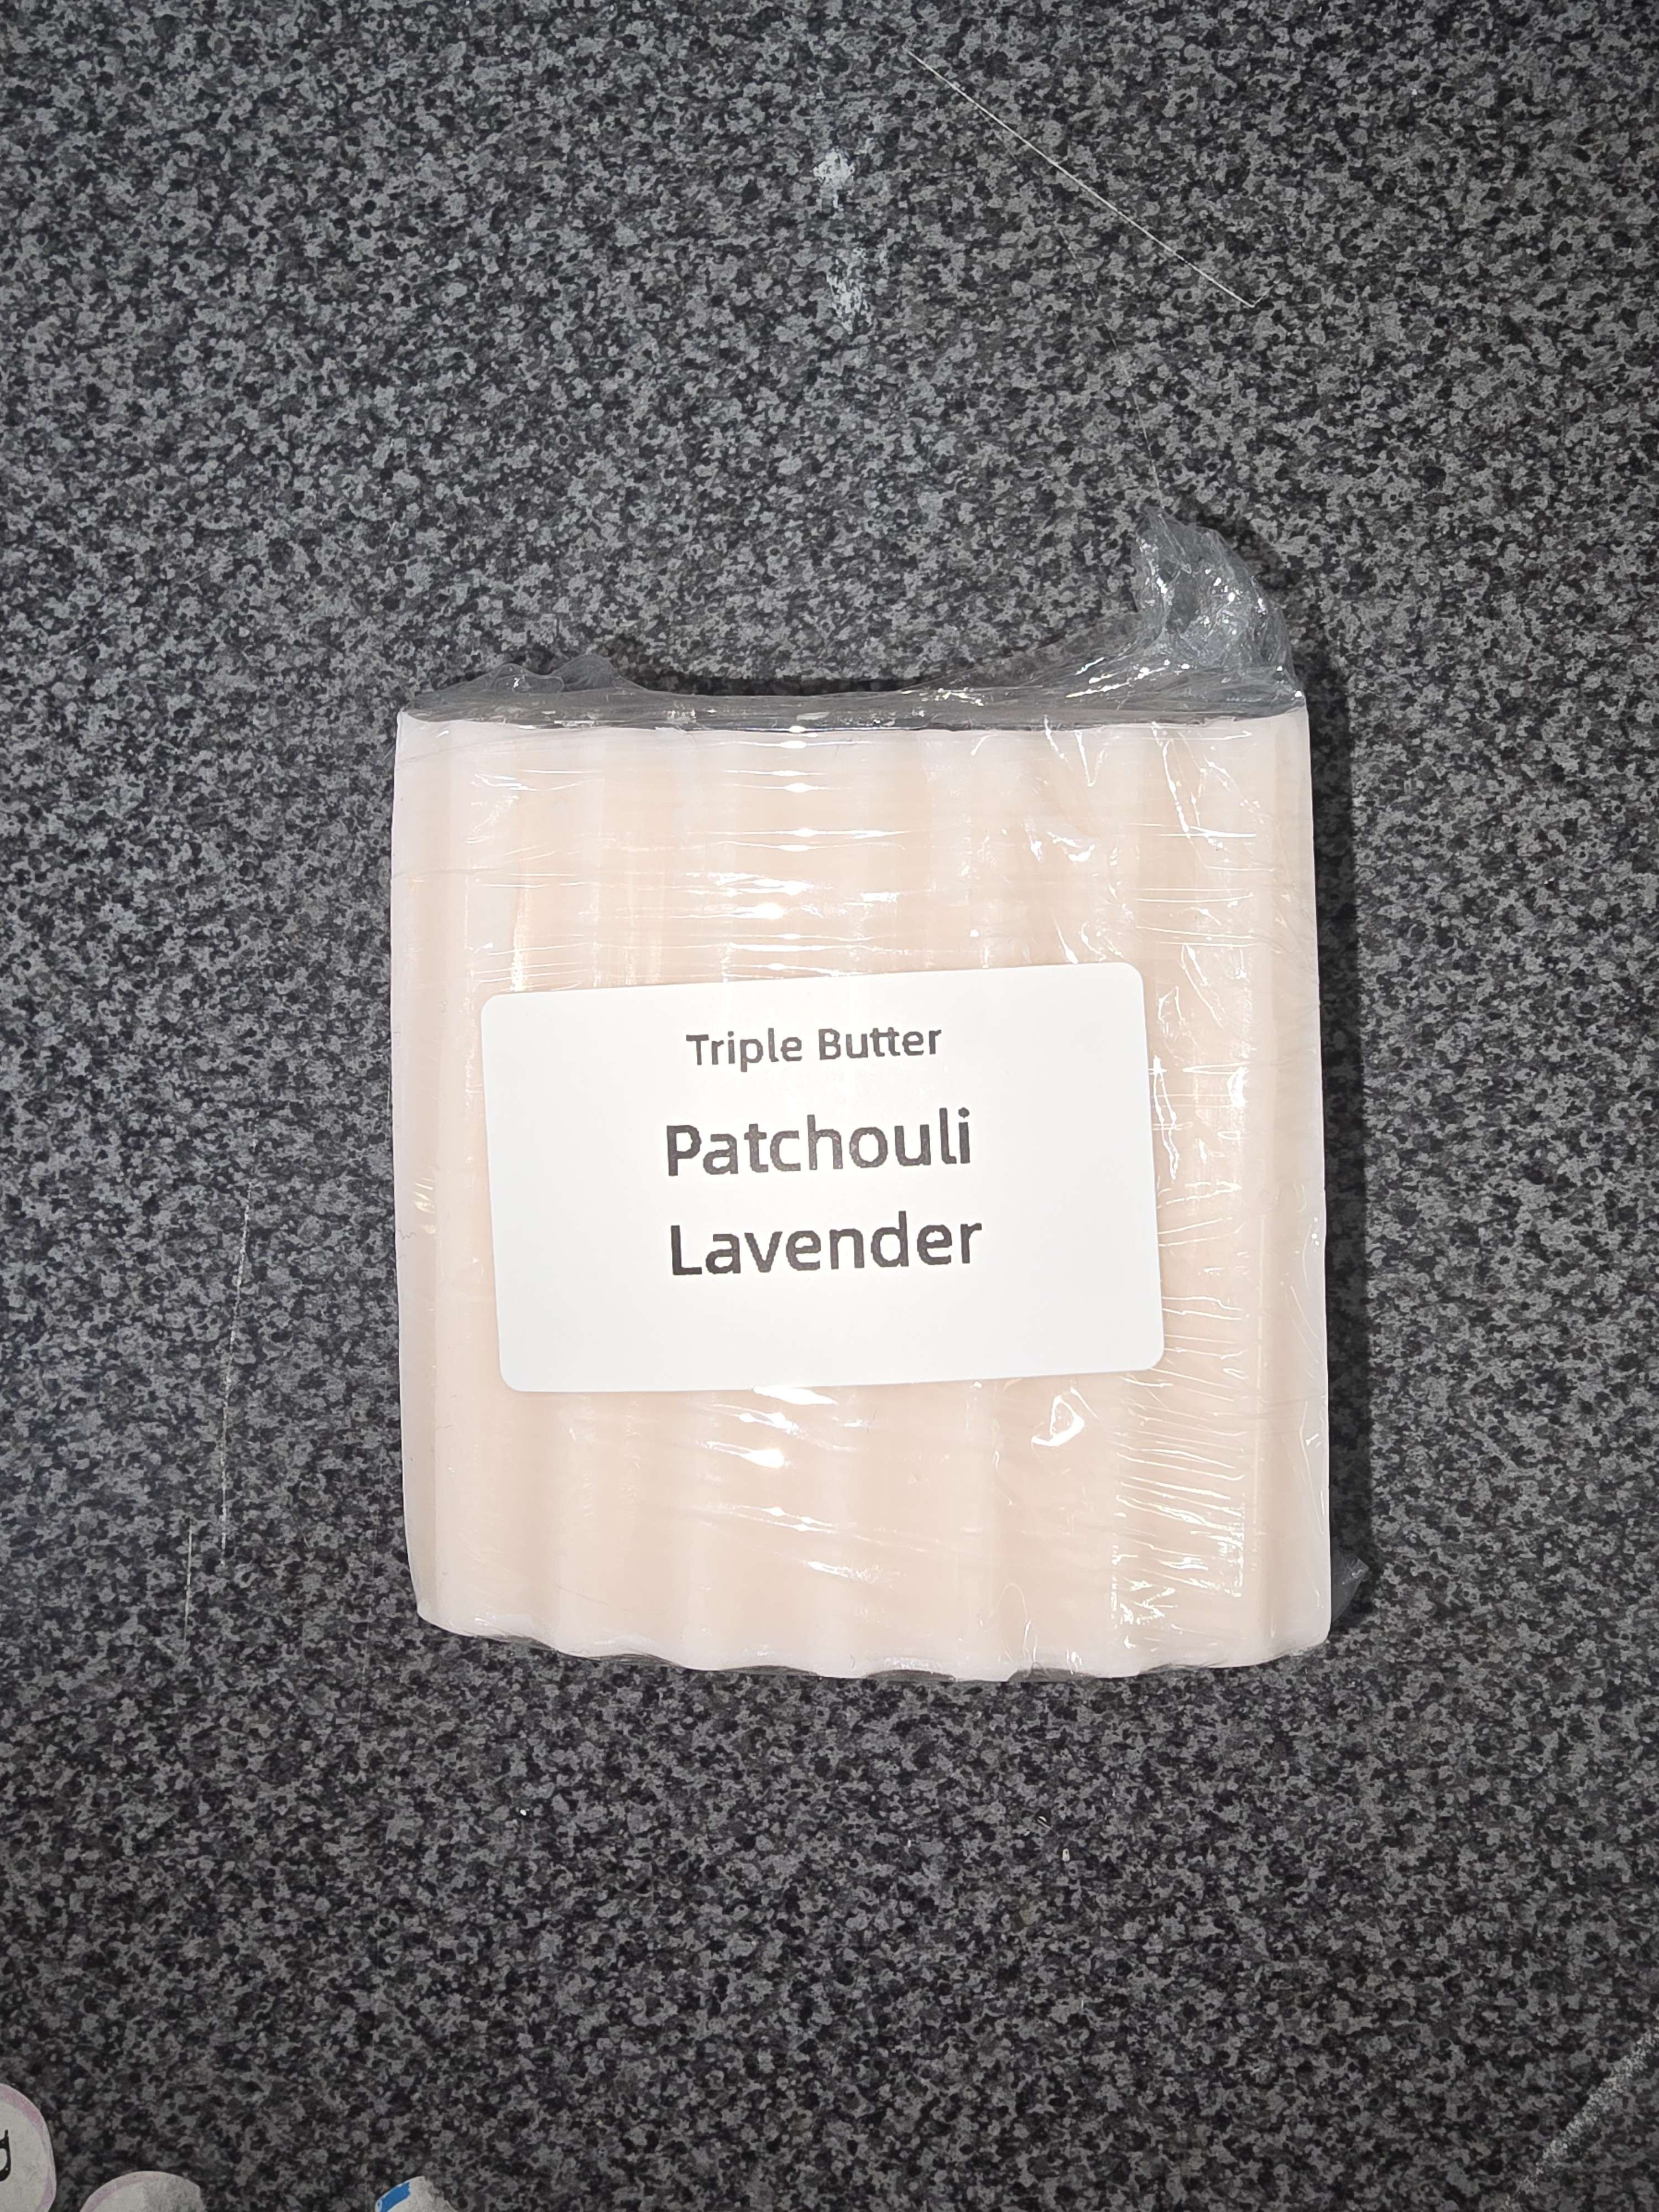 Triple Butter
Patchouli
Lavender